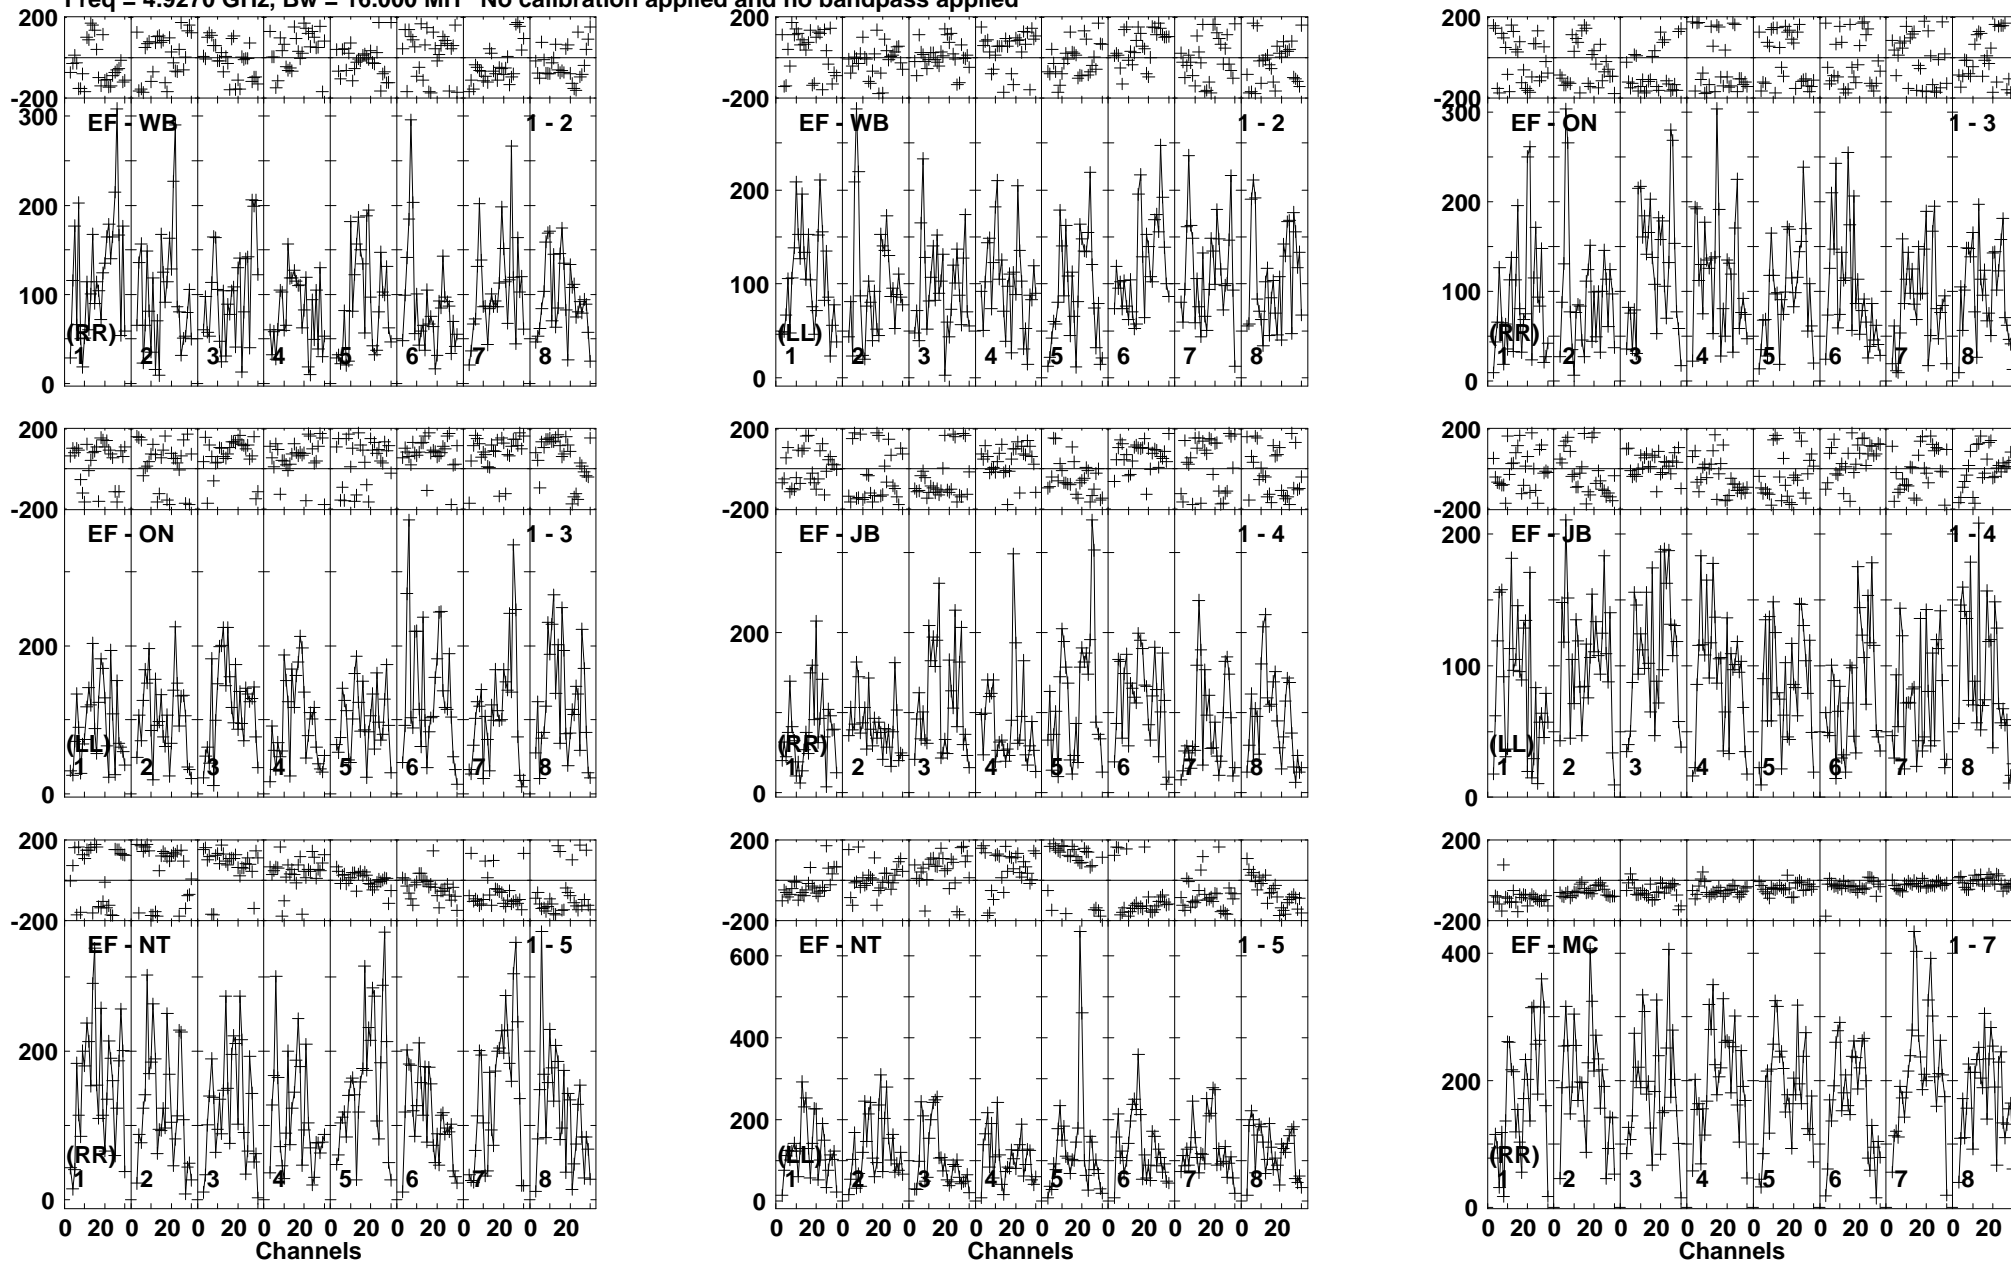 Freq = 4.9270 GHz, Bw = 16.000 MH No calibration applied and no bandpass applied
200 200 200
-200 -200 -200
300 300
EF - WB 1 - 2 EF - WB 1 - 2 EF - ON 1 - 3
200 200 200
100 100 100
(RR) (LL) (RR)
1 2 3 4 5 6 7 8 1 2 3 4 5 6 7 8 1 2 3 4 5 6 7 8
0 0 0
200 200 200
-200 -200 -200
EF - ON 1 - 3 EF - JB 1 - 4 EF - JB 1 - 4
200
200 200
100
(LL) (RR) (LL)
1 2 3 4 5 6 7 8 1 2 3 4 5 6 7 8 1 2 3 4 5 6 7 8
0 0 0
200 200 200
-200 -200 -200
EF - NT 1 - 5 EF - NT 1 - 5 EF - MC 1 - 7
600 400
400
200 200 200
(RR) (LL) (RR)
1 2 3 4 5 6 7 8 1 2 3 4 5 6 7 8 1 2 3 4 5 6 7 8
0 0 0
0 20 0 20 0 20 0 20 0 20 0 20 0 20 0 20 0 20 0 20 0 20 0 20 0 20 0 20 0 20 0 20 0 20 0 20 0 20 0 20 0 20 0 20 0 20 0 20
Channels Channels Channels